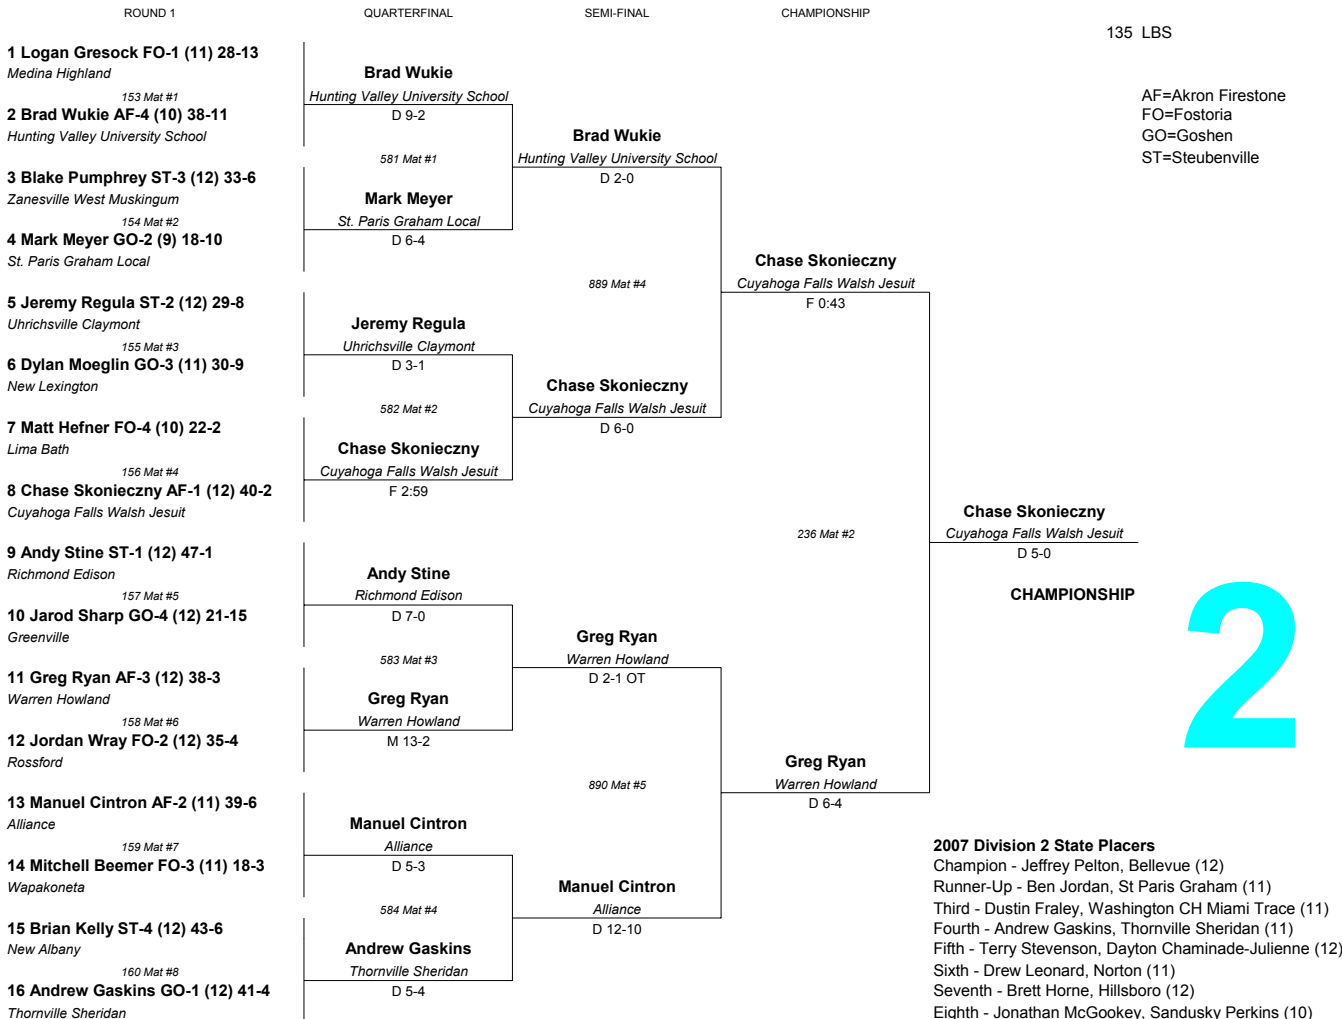 ROUND 1
QUARTERFINAL
SEMI-FINAL
CHAMPIONSHIP
135 LBS
AF=Akron Firestone
FO=Fostoria
GO=Goshen
ST=Steubenville
1 Logan Gresock FO-1 (11) 28-13
Medina Highland
153 Mat #1
2 Brad Wukie AF-4 (10) 38-11
Hunting Valley University School
3 Blake Pumphrey ST-3 (12) 33-6
Zanesville West Muskingum
154 Mat #2
4 Mark Meyer GO-2 (9) 18-10
St. Paris Graham Local
5 Jeremy Regula ST-2 (12) 29-8
Uhrichsville Claymont
155 Mat #3
6 Dylan Moeglin GO-3 (11) 30-9
New Lexington
7 Matt Hefner FO-4 (10) 22-2
Lima Bath
156 Mat #4
8 Chase Skonieczny AF-1 (12) 40-2
Cuyahoga Falls Walsh Jesuit
9 Andy Stine ST-1 (12) 47-1
Richmond Edison
157 Mat #5
10 Jarod Sharp GO-4 (12) 21-15
Greenville
11 Greg Ryan AF-3 (12) 38-3
Warren Howland
158 Mat #6
12 Jordan Wray FO-2 (12) 35-4
Rossford
13 Manuel Cintron AF-2 (11) 39-6
Alliance
159 Mat #7
14 Mitchell Beemer FO-3 (11) 18-3
Wapakoneta
15 Brian Kelly ST-4 (12) 43-6
New Albany
160 Mat #8
16 Andrew Gaskins GO-1 (12) 41-4
Thornville Sheridan
Brad Wukie
Hunting Valley University School
D 9-2
581 Mat #1
Mark Meyer
St. Paris Graham Local
D 6-4
Jeremy Regula
Uhrichsville Claymont
D 3-1
582 Mat #2
Chase Skonieczny
Cuyahoga Falls Walsh Jesuit
F 2:59
Andy Stine
Richmond Edison
D 7-0
583 Mat #3
Greg Ryan
Warren Howland
M 13-2
Manuel Cintron
Alliance
D 5-3
584 Mat #4
Andrew Gaskins
Thornville Sheridan
D 5-4
Brad Wukie
Hunting Valley University School
D 2-0
889 Mat #4
Chase Skonieczny
Cuyahoga Falls Walsh Jesuit
D 6-0
Greg Ryan
Warren Howland
D 2-1 OT
890 Mat #5
Manuel Cintron
Alliance
D 12-10
Chase Skonieczny
Cuyahoga Falls Walsh Jesuit
F 0:43
236 Mat #2
Greg Ryan
Warren Howland
D 6-4
Chase Skonieczny
Cuyahoga Falls Walsh Jesuit
D 5-0
CHAMPIONSHIP
2
2007 Division 2 State Placers
Champion - Jeffrey Pelton, Bellevue (12)
Runner-Up - Ben Jordan, St Paris Graham (11)
Third - Dustin Fraley, Washington CH Miami Trace (11)
Fourth - Andrew Gaskins, Thornville Sheridan (11)
Fifth - Terry Stevenson, Dayton Chaminade-Julienne (12)
Sixth - Drew Leonard, Norton (11)
Seventh - Brett Horne, Hillsboro (12)
Eighth - Jonathan McGookey, Sandusky Perkins (10)